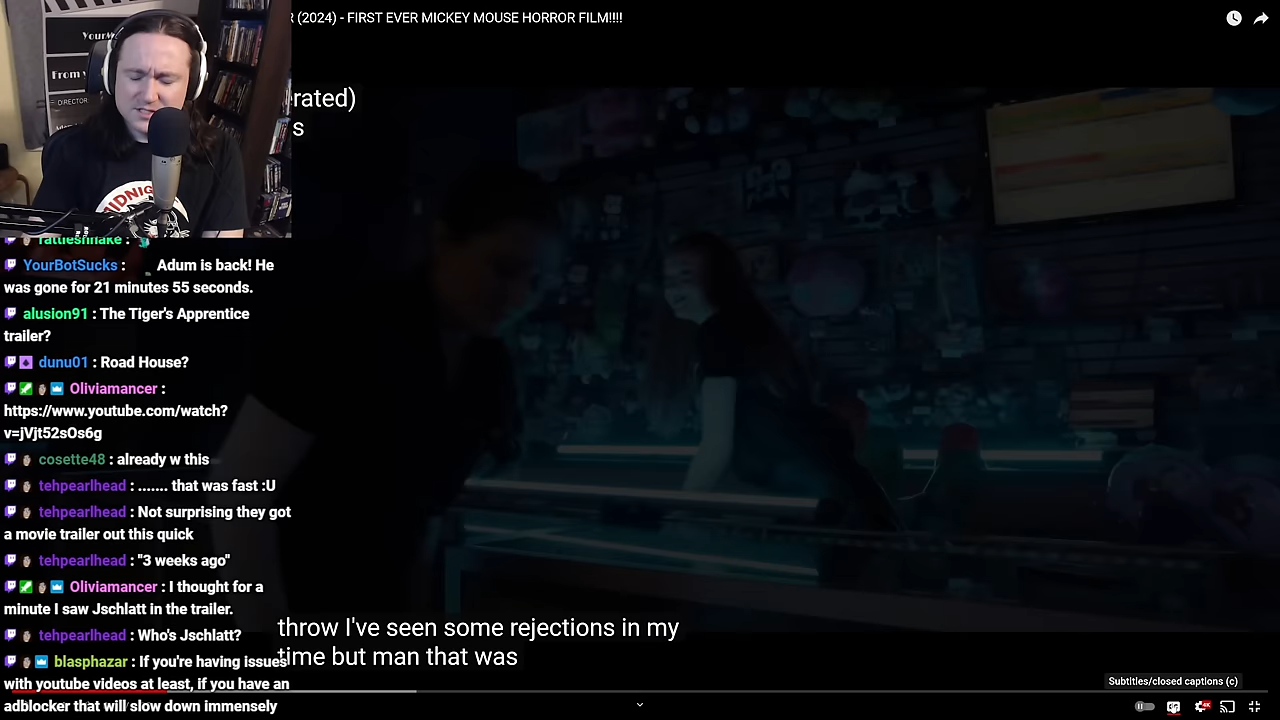 R (2024) - FIRST EVER MICKEY MOUSE HORROR FILM!!!!
From y
DIRECTOR
MIDNIG
rated)
s
rattleshnake :
YourBotSucks : Adum is back! He
was gone for 21 minutes 55 seconds.
alusion91 : The Tiger's Apprentice
trailer?
dunu01 : Road House?
Oliviamancer :
https://www.youtube.com/watch?
v=jVjt52sOs6g
cosette48 : already w this
tehpearlhead : ....... that was fast :U
tehpearlhead : Not surprising they got
a movie trailer out this quick
tehpearlhead : "3 weeks ago"
Oliviamancer : I thought for a
minute I saw Jschlatt in the trailer.
tehpearlhead : Who's Jschlatt?
blasphazar : If you're having issues
with youtube videos at least, if you have an
adblocker that will slow down immensely
throw I've seen some rejections in my
time but man that was
Subtitles/closed captions (c)